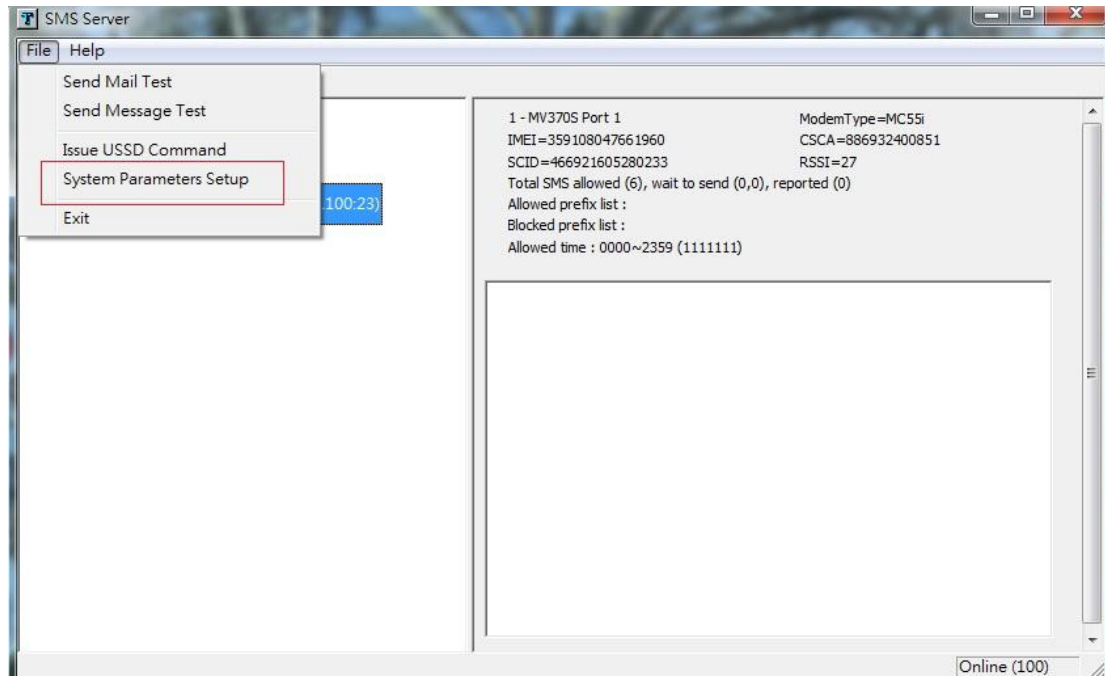 SMS Server
File Help
Send Mail Test
Send Message Test
Issue USSD Command
System Parameters Setup
Exit
.100:23)
1 - MV370S Port 1 ModemType=MC55i
IMEI=359108047661960 CSCA=886932400851
SCID=466921605280233 RSSI=27
Total SMS allowed (6), wait to send (0,0), reported (0)
Allowed prefix list :
Blocked prefix list :
Allowed time : 0000~2359 (1111111)
Online (100)